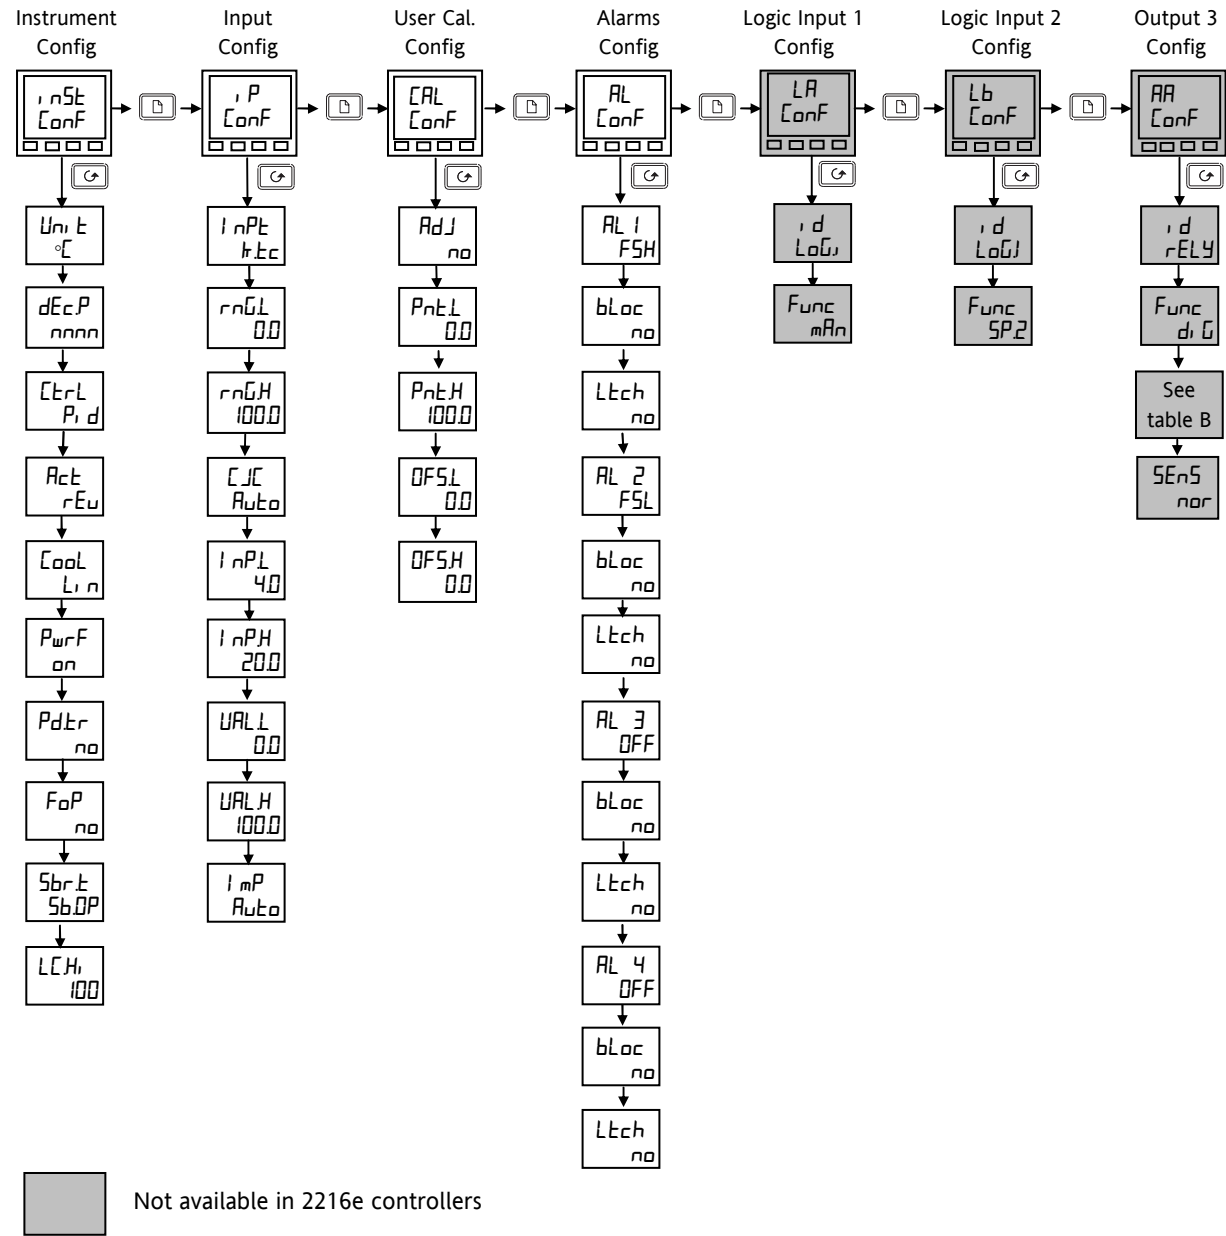 Instrument
Config
Input
Config
User Cal.
Config
Alarms
Config
Logic Input 1
Config
Logic Input 2
Config
Output 3
Config
inSt
ConF
iP
ConF
CAL
ConF
AL
ConF
LA
ConF
Lb
ConF
AA
ConF
Unit
°C
dEc.P
nnnn
CtrL
Pid
Act
rEv
CooL
Lin
PwrF
on
Pd.tr
no
FoP
no
Sbr.t
Sb.OP
LC.Hi
100
InPt
k.tc
rnG.L
0.0
rnG.H
100.0
CJC
Auto
InP.L
4.0
InP.H
20.0
VAL.L
0.0
VAL.H
100.0
ImP
Auto
AdJ
no
Pnt.L
0.0
Pnt.H
100.0
OFS.L
0.0
OFS.H
0.0
AL 1
FSH
bLoc
no
Ltch
no
AL 2
FSL
bLoc
no
Ltch
no
AL 3
OFF
bLoc
no
Ltch
no
AL 4
OFF
bLoc
no
Ltch
no
id
LoG.i
Func
mAn
id
LoG.i
Func
SP.2
id
rELY
Func
diG
See
table B
SEnS
nor
Not available in 2216e controllers